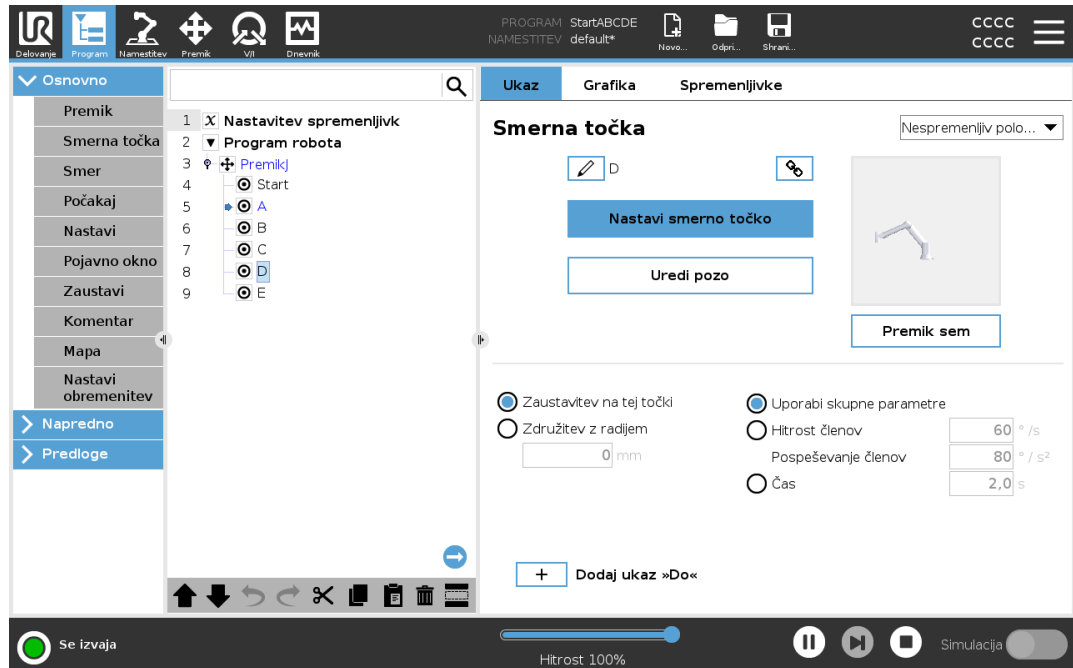 PROGRAM StartABCDE
NAMESTITEV default*
CCCC
CCCC
UR
Delovanje Program Namestitev Premik V/I Dnevnik
Novo... Odpri... Shrani...
Osnovno
Premik
Smerna točka
Smer
Počakaj
Nastavi
Pojavno okno
Zaustavi
Komentar
Mapa
Nastavi
obremenitev
Napredno
Predloge
1 X Nastavitev spremenljivk
2 Program robota
3 PremikJ
4 Start
5 A
6 B
7 C
8 D
9 E
Ukaz Grafika Spremenljivke
Smerna točka
Nespremenljiv polo...
D
Nastavi smerno točko
Uredi pozo
Premik sem
Zaustavitev na tej točki
Združitev z radijem
0 mm
Uporabi skupne parametre
Hitrost členov 60 °/s
Pospeševanje členov 80 ° / s²
Čas 2,0 s
+ Dodaj ukaz »Do«
Se izvaja
Hitrost 100%
Simulacija